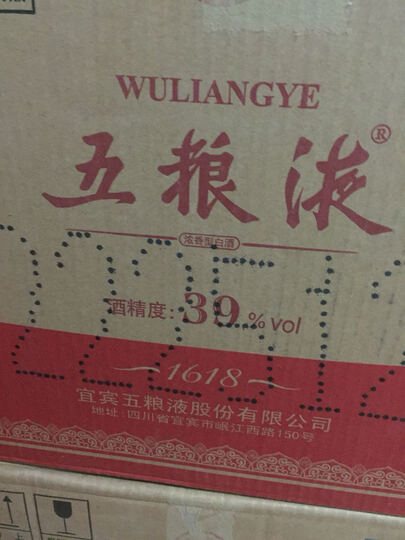 WULIANGYE
五粮液®
浓香型白酒
酒精度: 39%vol
1618
宜宾五粮液股份有限公司
地址:四川省宜宾市岷江西路150号